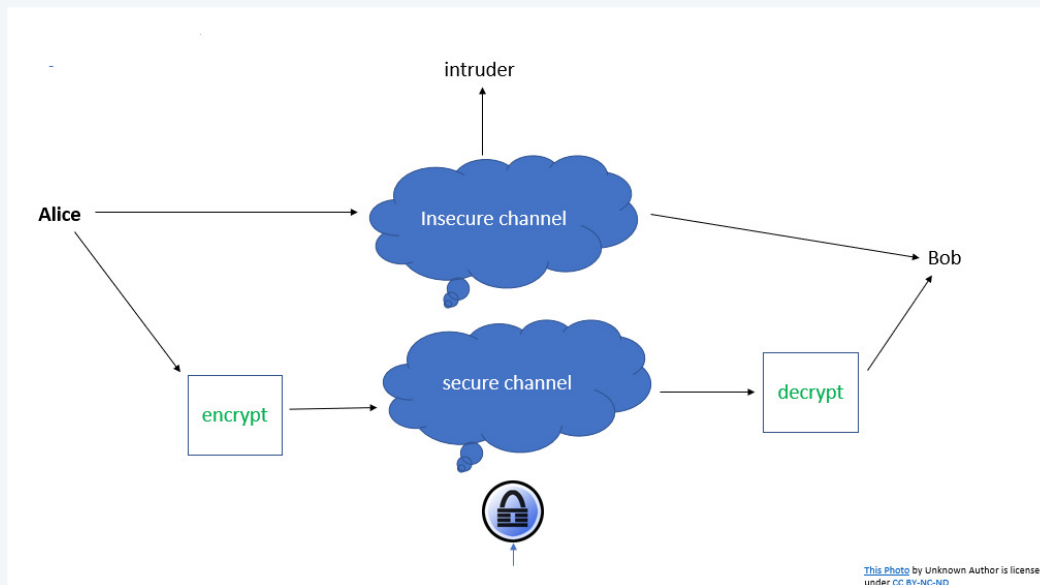 intruder
Alice
Insecure channel
Bob
secure channel
encrypt
decrypt
This Photo by Unknown Author is license
under CC BY-NC-ND